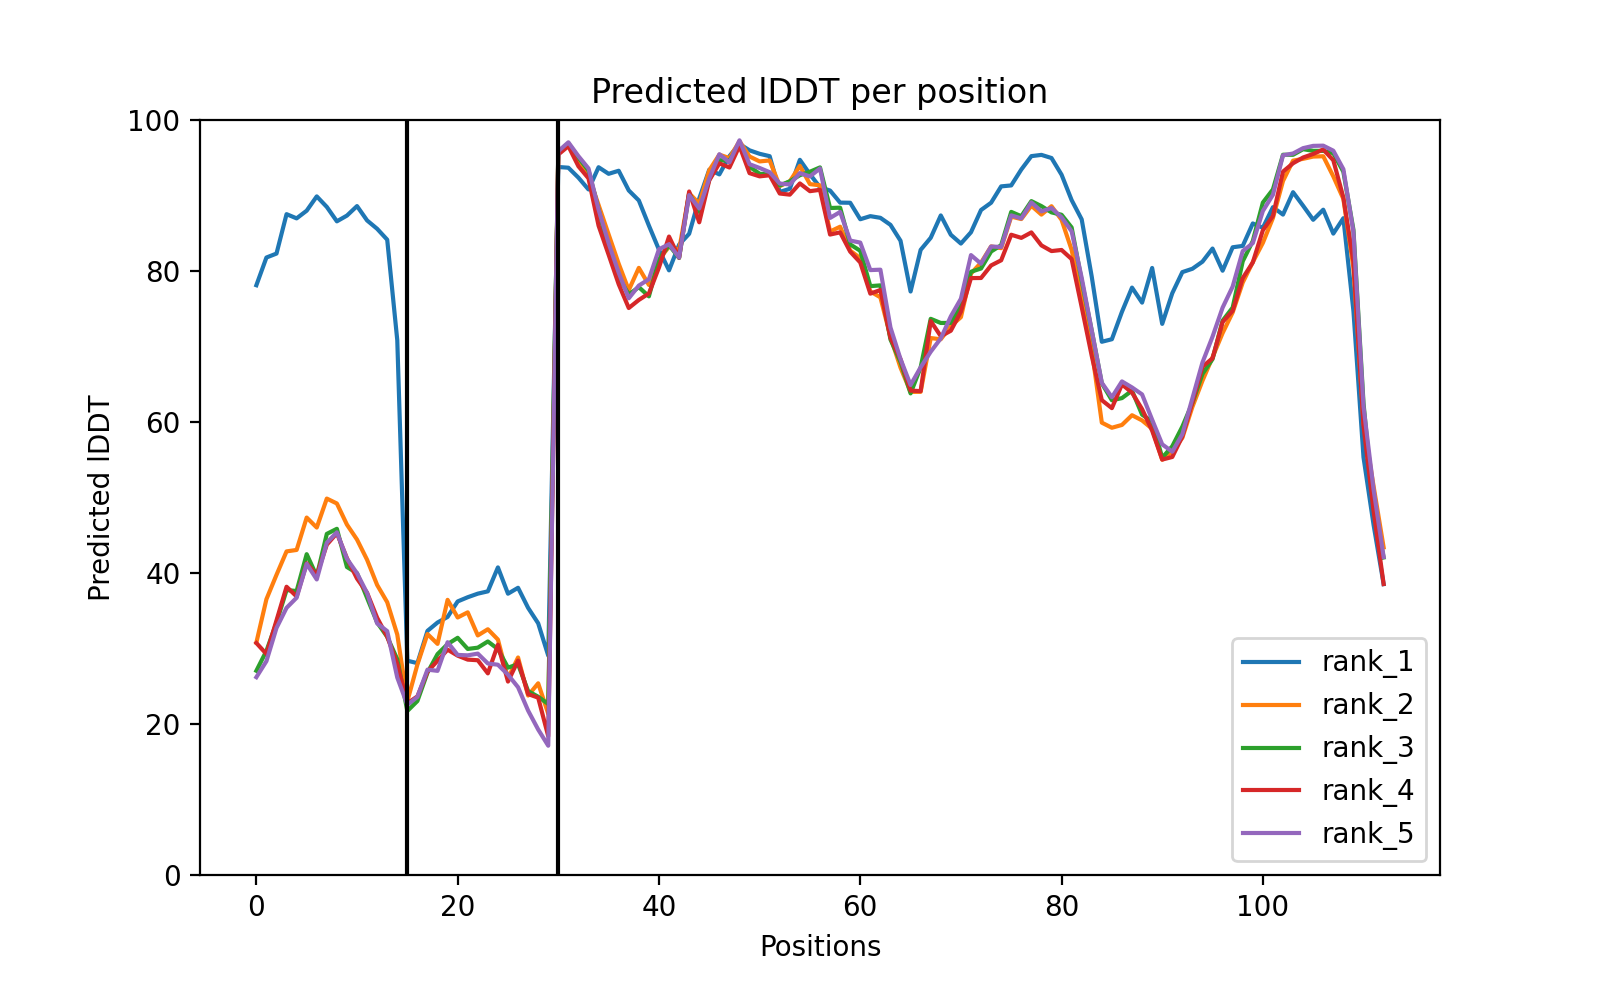 Predicted lDDT per position
100
80
60
40
20
0
Predicted lDDT
0 20 40 60 80 100
Positions
rank_1
rank_2
rank_3
rank_4
rank_5